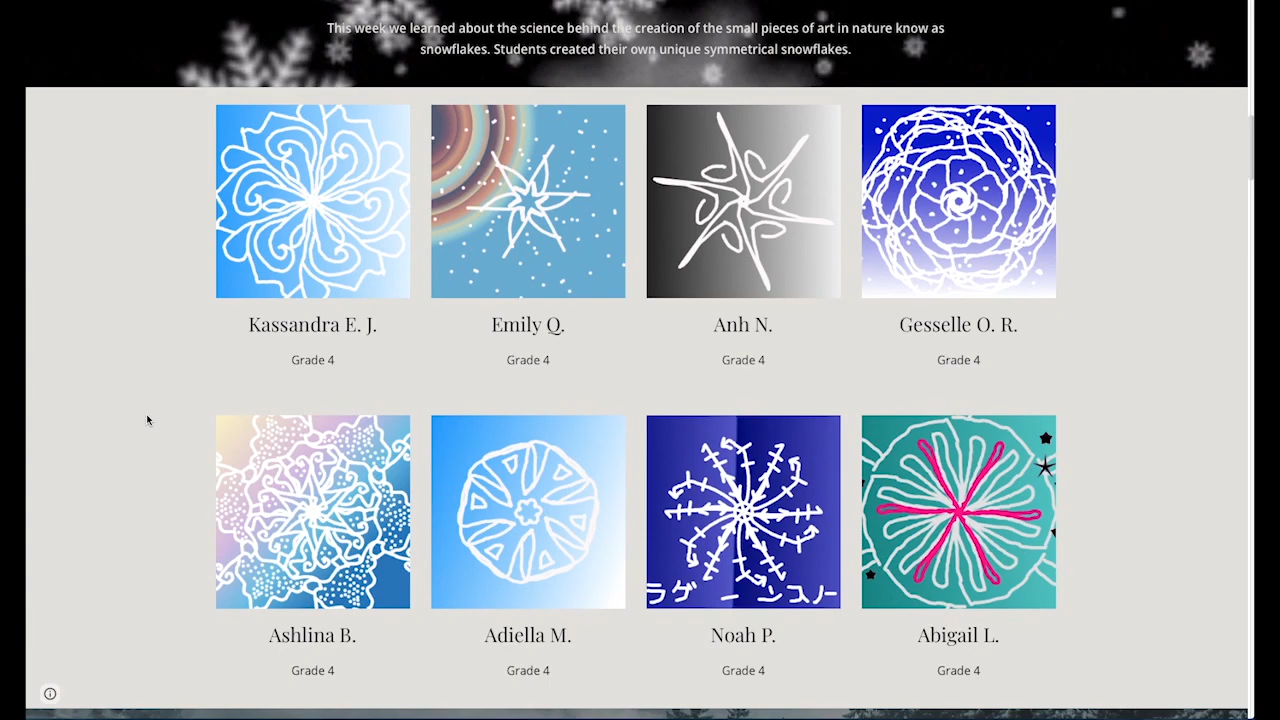 This week we learned about the science behind the creation of the small pieces of art in nature know as
snowflakes. Students created their own unique symmetrical snowflakes.
Kassandra E. J.
Emily Q.
Anh N.
Gesselle O. R.
Grade 4
Grade 4
Grade 4
Grade 4
ラゲ ーンスノー
Ashlina B.
Adiella M.
Noah P.
Abigail L.
Grade 4
Grade 4
Grade 4
Grade 4